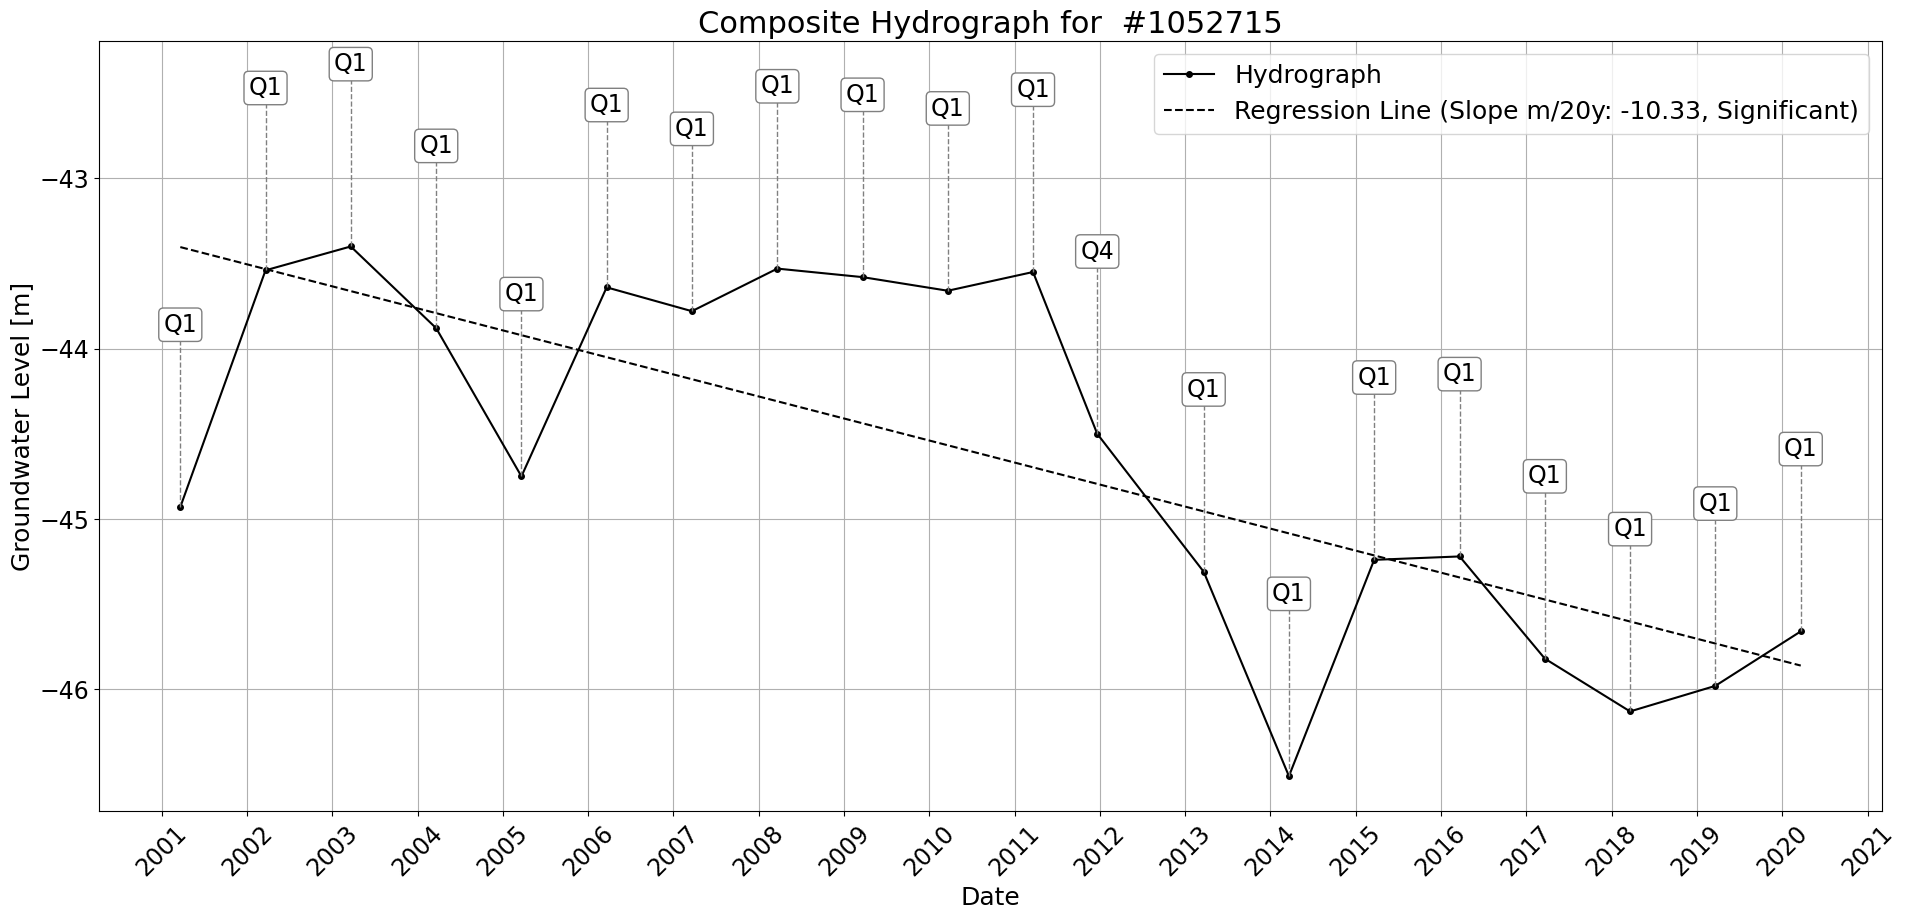 Composite Hydrograph for  #1052715
Hydrograph
Regression Line (Slope m/20y: -10.33, Significant)
Q1
Q1
Q1
Q1
Q1
Q1
Q1
Q1
Q1
Q1
Q1
Q4
Q1
Q1
Q1
Q1
Q1
Q1
Q1
Q1
Groundwater Level [m]
−43
−44
−45
−46
2001
2002
2003
2004
2005
2006
2007
2008
2009
2010
2011
2012
2013
2014
2015
2016
2017
2018
2019
2020
2021
Date